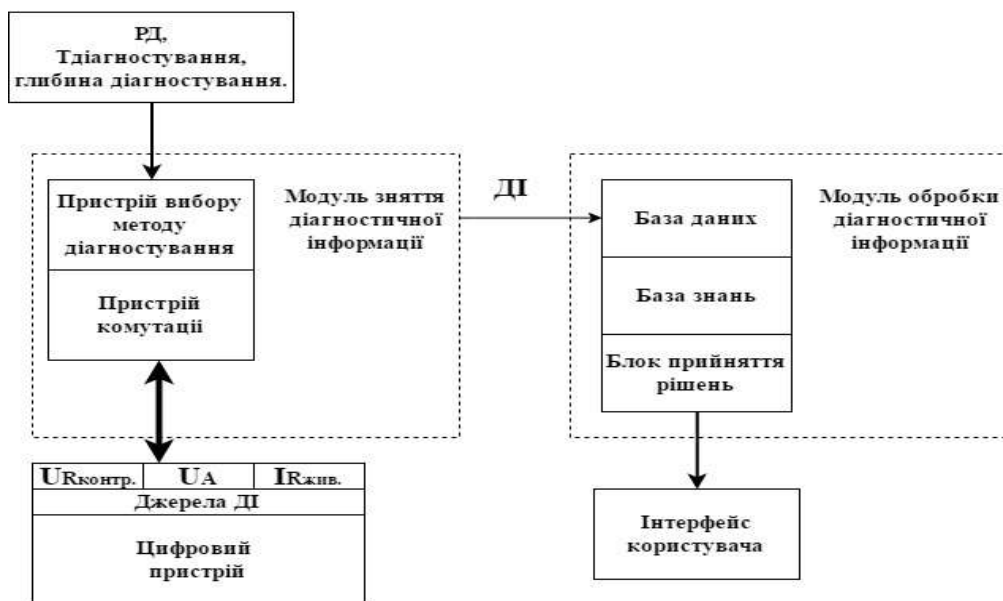 РД,
Тдіагностування,
глибина діагностування.
Пристрій вибору
методу
діагностування
Пристрій
комутації
Модуль зняття
діагностичної
інформації
ДІ
База даних
База знань
Блок прийняття
рішень
Модуль обробки
діагностичної
інформації
URконтр. UA IRжив.
Джерела ДІ
Цифровий
пристрій
Інтерфейс
користувача